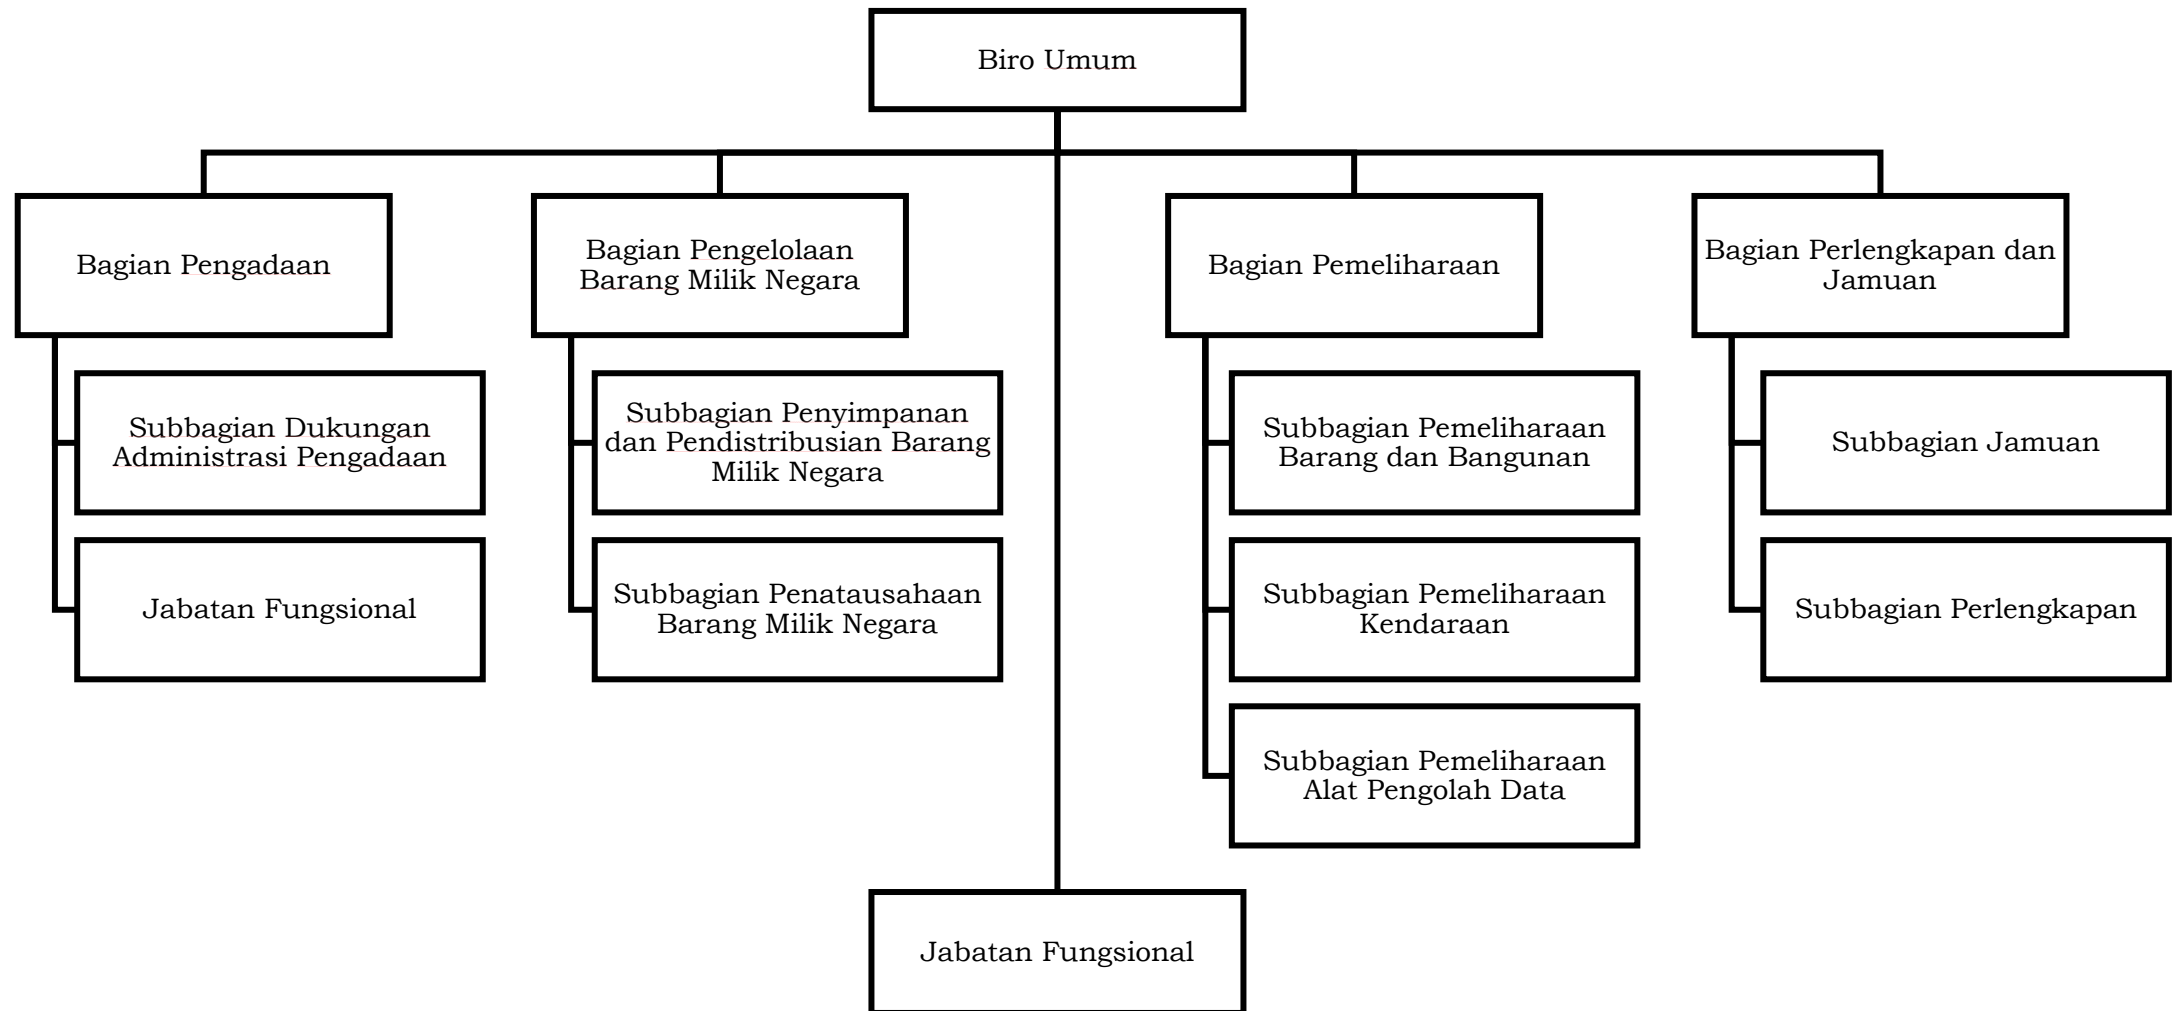 Biro Umum
Bagian Pengadaan
Bagian Pengelolaan
Barang Milik Negara
Bagian Pemeliharaan
Bagian Perlengkapan dan
Jamuan
Subbagian Dukungan
Administrasi Pengadaan
Subbagian Penyimpanan
dan Pendistribusian Barang
Milik Negara
Subbagian Pemeliharaan
Barang dan Bangunan
Subbagian Jamuan
Jabatan Fungsional
Subbagian Penatausahaan
Barang Milik Negara
Subbagian Pemeliharaan
Kendaraan
Subbagian Perlengkapan
Subbagian Pemeliharaan
Alat Pengolah Data
Jabatan Fungsional